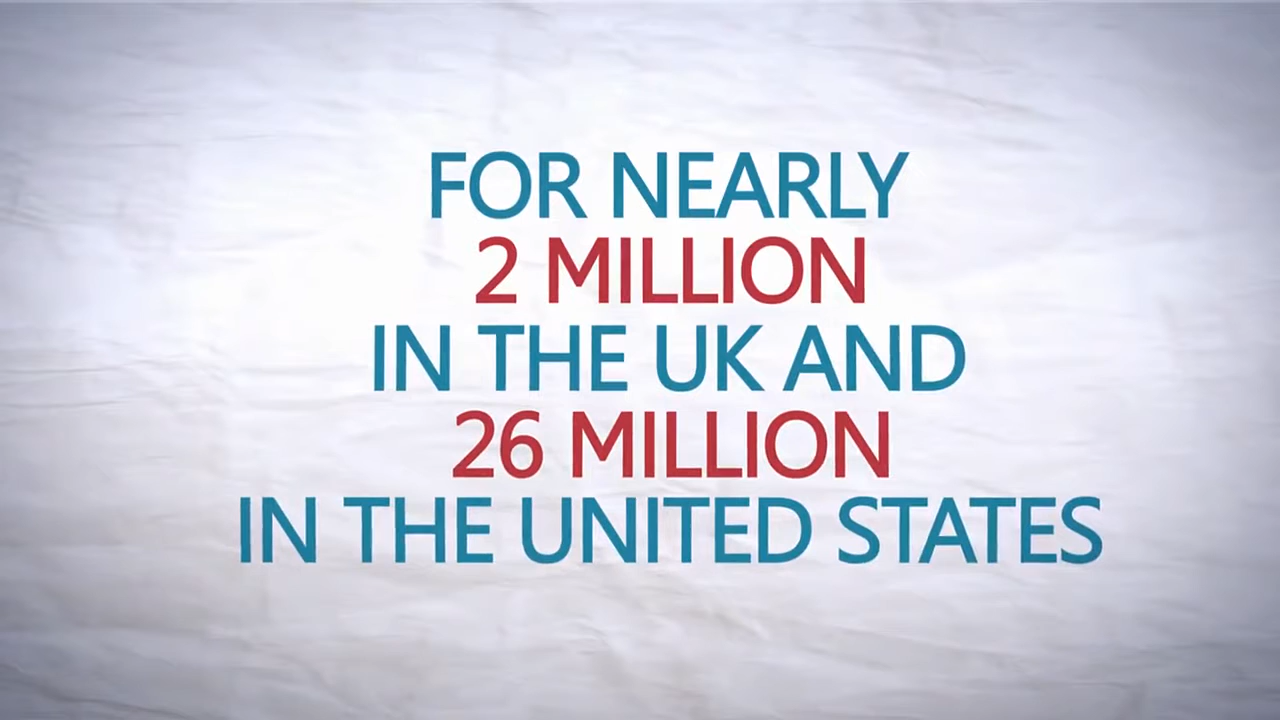 FOR NEARLY
2 MILLION
IN THE UK AND
26 MILLION
IN THE UNITED STATES